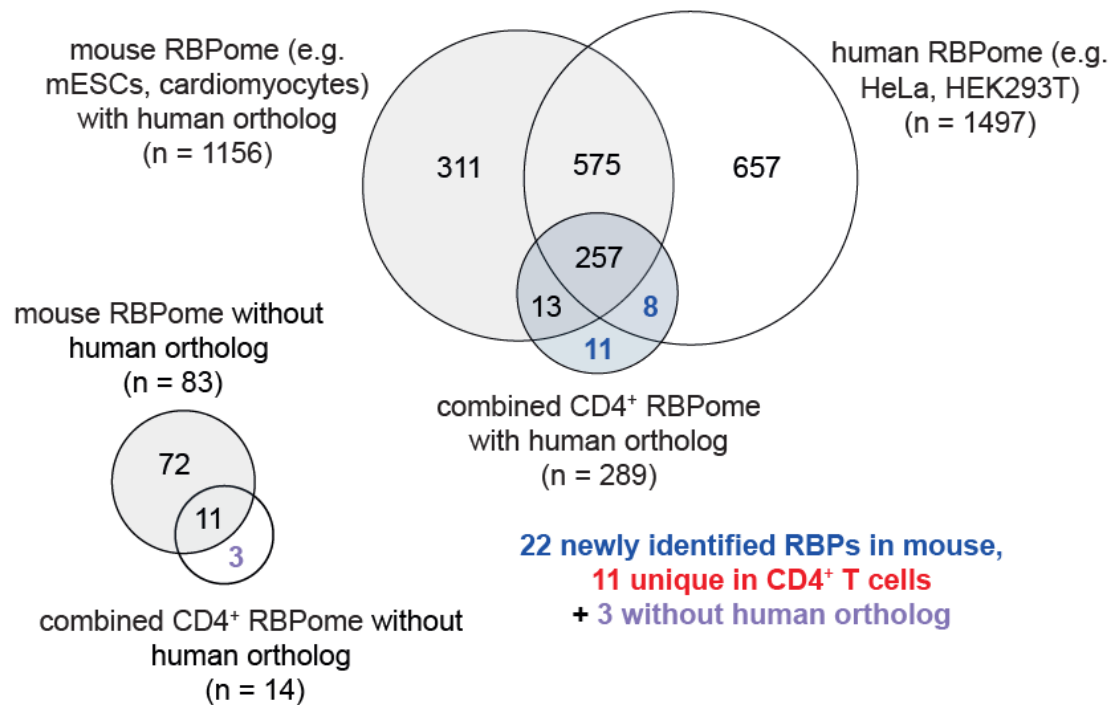 mouse RBPome (e.g.
mESCs, cardiomyocytes)
with human ortholog
(n = 1156)
human RBPome (e.g.
HeLa, HEK293T)
(n = 1497)
311
575
657
257
13
8
11
combined CD4⁺ RBPome
with human ortholog
(n = 289)
mouse RBPome without
human ortholog
(n = 83)
72
11
3
combined CD4⁺ RBPome without
human ortholog
(n = 14)
22 newly identified RBPs in mouse,
11 unique in CD4⁺ T cells
+ 3 without human ortholog